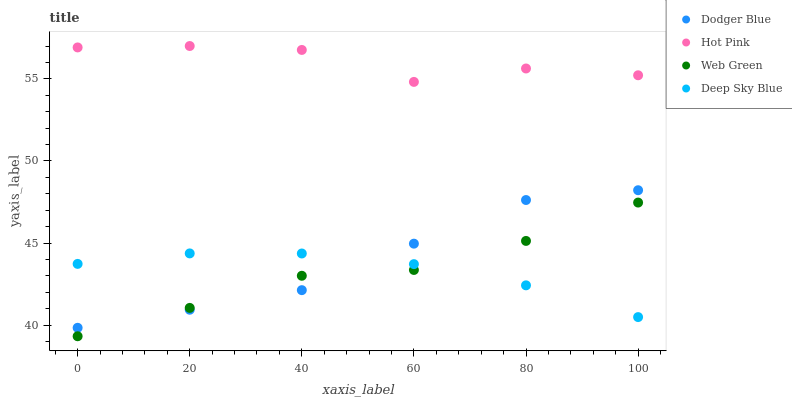 title
Dodger Blue
Hot Pink
Web Green
Deep Sky Blue
yaxis_label
55
50
45
40
0 20 40 60 80 100
xaxis_label